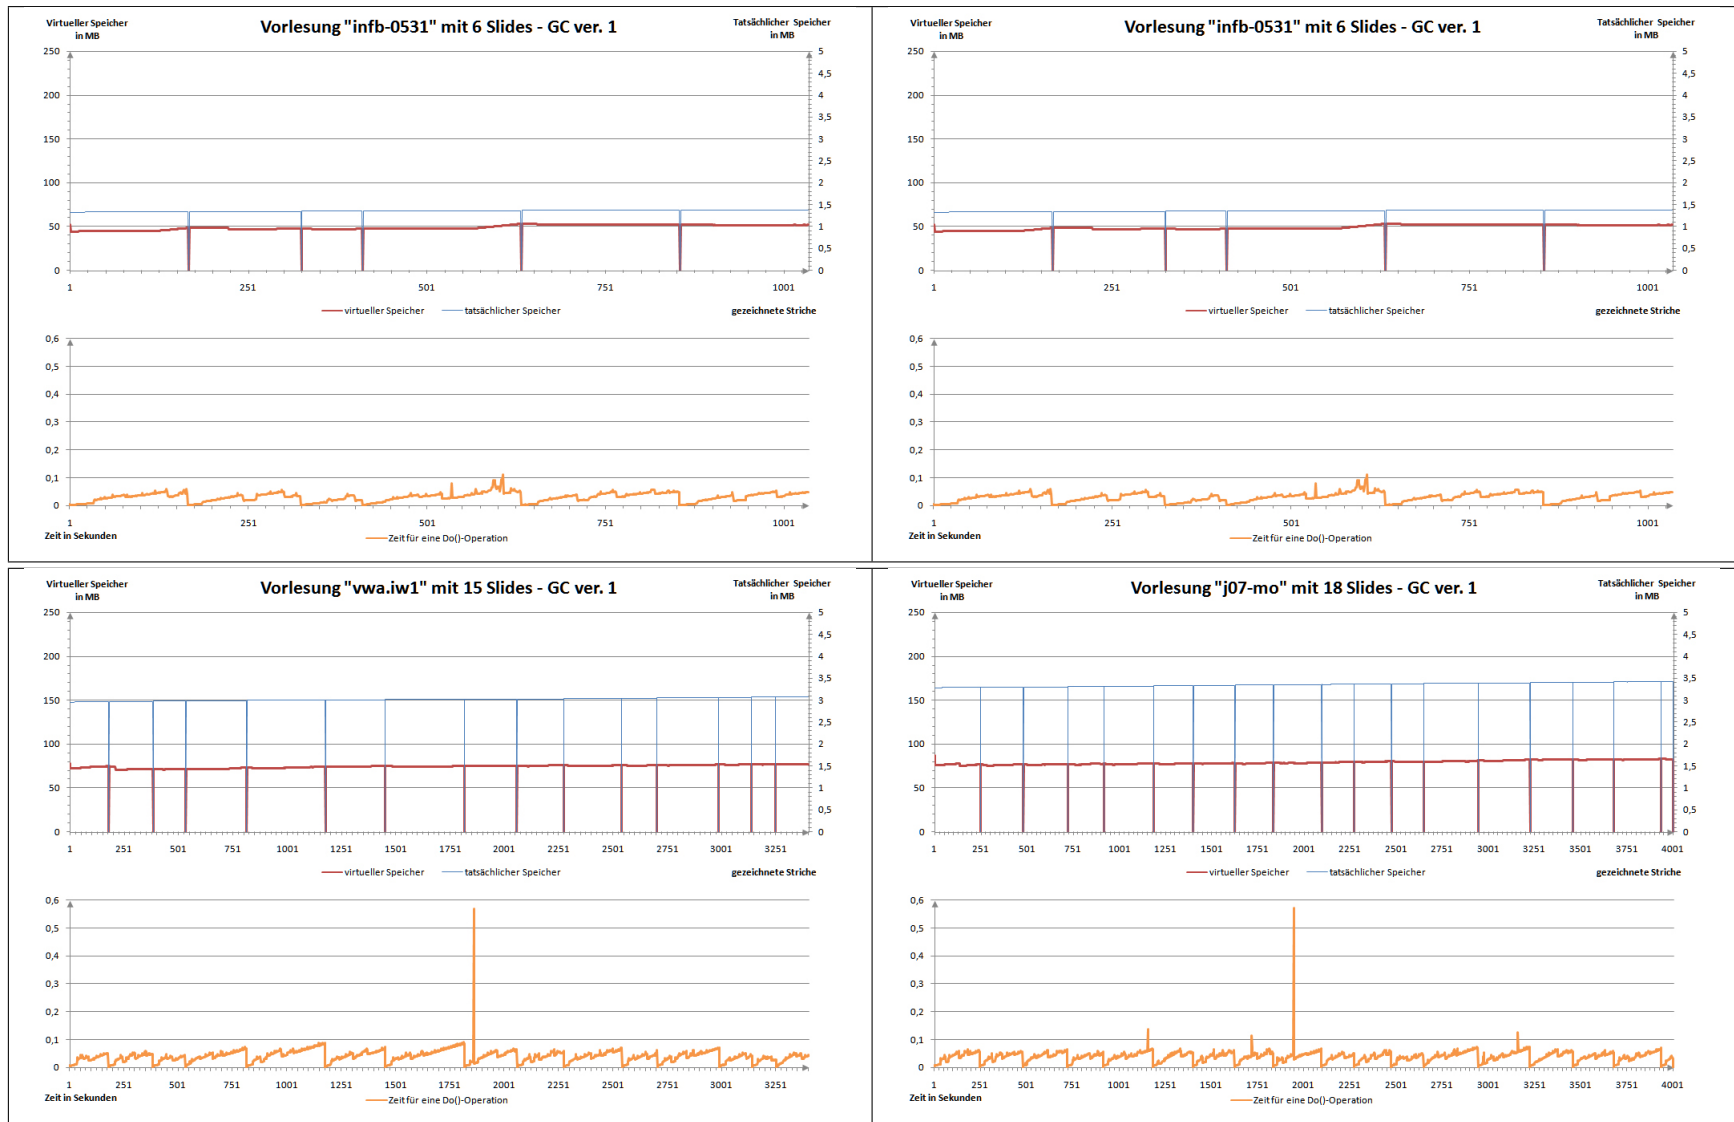 Virtueller Speicher
in MB
Vorlesung "infb-0531" mit 6 Slides - GC ver. 1
Tatsächlicher Speicher
in MB
250
200
150
100
50
0
5
4,5
4
3,5
3
2,5
2
1,5
1
0,5
0
1 251 501 751 1001
virtueller Speicher tatsächlicher Speicher gezeichnete Striche
0,6
0,5
0,4
0,3
0,2
0,1
0
1 251 501 751 1001
Zeit in Sekunden
Zeit für eine Do()-Operation
Virtueller Speicher
in MB
Vorlesung "infb-0531" mit 6 Slides - GC ver. 1
Tatsächlicher Speicher
in MB
250
200
150
100
50
0
5
4,5
4
3,5
3
2,5
2
1,5
1
0,5
0
1 251 501 751 1001
virtueller Speicher tatsächlicher Speicher gezeichnete Striche
0,6
0,5
0,4
0,3
0,2
0,1
0
1 251 501 751 1001
Zeit in Sekunden
Zeit für eine Do()-Operation
Virtueller Speicher
in MB
Vorlesung "vwa.iw1" mit 15 Slides - GC ver. 1
Tatsächlicher Speicher
in MB
250
200
150
100
50
0
5
4,5
4
3,5
3
2,5
2
1,5
1
0,5
0
1 251 501 751 1001 1251 1501 1751 2001 2251 2501 2751 3001 3251
virtueller Speicher tatsächlicher Speicher gezeichnete Striche
0,6
0,5
0,4
0,3
0,2
0,1
0
1 251 501 751 1001 1251 1501 1751 2001 2251 2501 2751 3001 3251
Zeit in Sekunden
Zeit für eine Do()-Operation
Virtueller Speicher
in MB
Vorlesung "j07-mo" mit 18 Slides - GC ver. 1
Tatsächlicher Speicher
in MB
250
200
150
100
50
0
5
4,5
4
3,5
3
2,5
2
1,5
1
0,5
0
1 251 501 751 1001 1251 1501 1751 2001 2251 2501 2751 3001 3251 3501 3751 4001
virtueller Speicher tatsächlicher Speicher gezeichnete Striche
0,6
0,5
0,4
0,3
0,2
0,1
0
1 251 501 751 1001 1251 1501 1751 2001 2251 2501 2751 3001 3251 3501 3751 4001
Zeit in Sekunden
Zeit für eine Do()-Operation